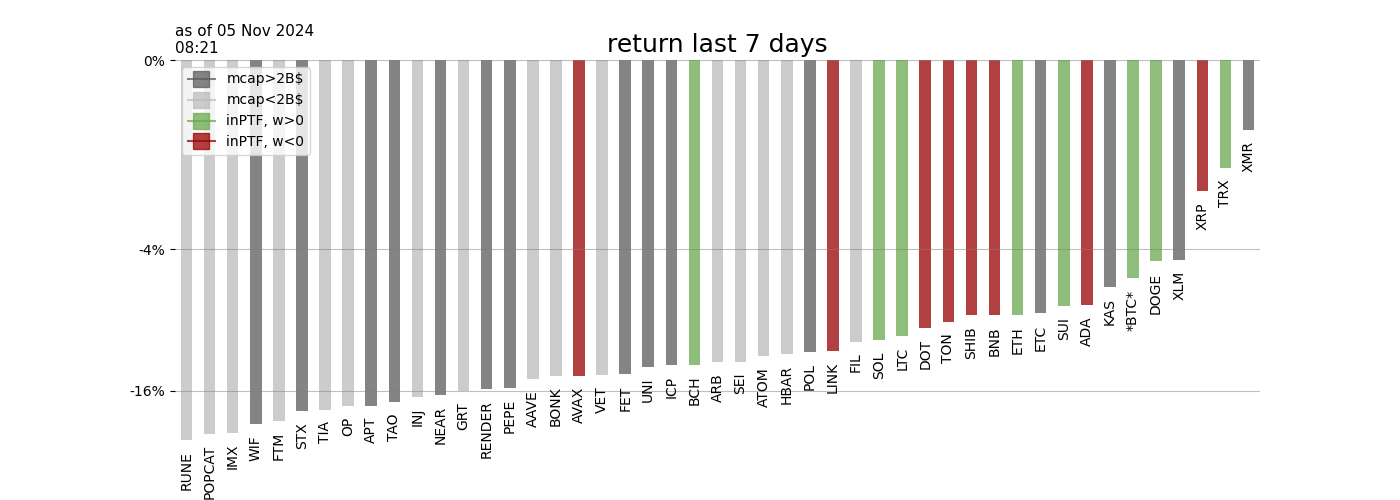 as of 05 Nov 2024
08:21
return last 7 days
0%
-4%
-16%
mcap>2B$
mcap<2B$
inPTF, w>0
inPTF, w<0
RUNE
POPCAT
IMX
WIF
FTM
STX
TIA
OP
APT
TAO
INJ
NEAR
GRT
RENDER
PEPE
AAVE
BONK
AVAX
VET
FET
UNI
ICP
BCH
ARB
SEI
ATOM
HBAR
POL
LINK
FIL
SOL
LTC
DOT
TON
SHIB
BNB
ETH
ETC
SUI
ADA
KAS
*BTC*
DOGE
XLM
XRP
TRX
XMR